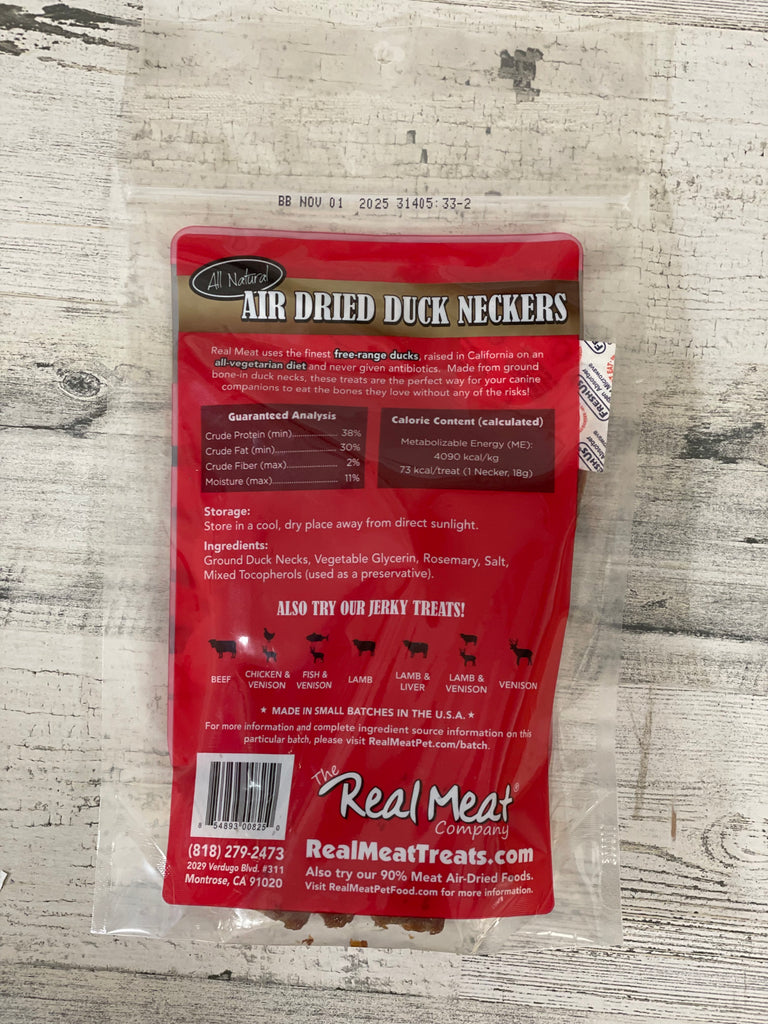 BB NOV 01 2025 31405:33-2
All Natural
AIR DRIED DUCK NECKERS
Real Meat uses the finest free-range ducks, raised in California on an
all-vegetarian diet and never given antibiotics. Made from ground
bone-in duck necks, these treats are the perfect way for your canine
companions to eat the bones they love without any of the risks!
Guaranteed Analysis
Crude Protein (min)................... 38%
Crude Fat (min)......................... 30%
Crude Fiber (max)..................... 2%
Moisture (max)......................... 11%
Calorie Content (calculated)
Metabolizable Energy (ME):
4090 kcal/kg
73 kcal/treat (1 Necker, 18g)
Storage:
Store in a cool, dry place away from direct sunlight.
Ingredients:
Ground Duck Necks, Vegetable Glycerin, Rosemary, Salt,
Mixed Tocopherols (used as a preservative).
ALSO TRY OUR JERKY TREATS!
BEEF
CHICKEN &
VENISON
FISH &
VENISON
LAMB
LAMB &
LIVER
LAMB &
VENISON
VENISON
★ MADE IN SMALL BATCHES IN THE U.S.A. ★
For more information and complete ingredient source information on this
particular batch, please visit RealMeatPet.com/batch.
8 54893 00825 0
The
Real Meat®
Company
(818) 279-2473
2029 Verdugo Blvd. #311
Montrose, CA 91020
RealMeatTreats.com
Also try our 90% Meat Air-Dried Foods.
Visit RealMeatPetFood.com for more information.